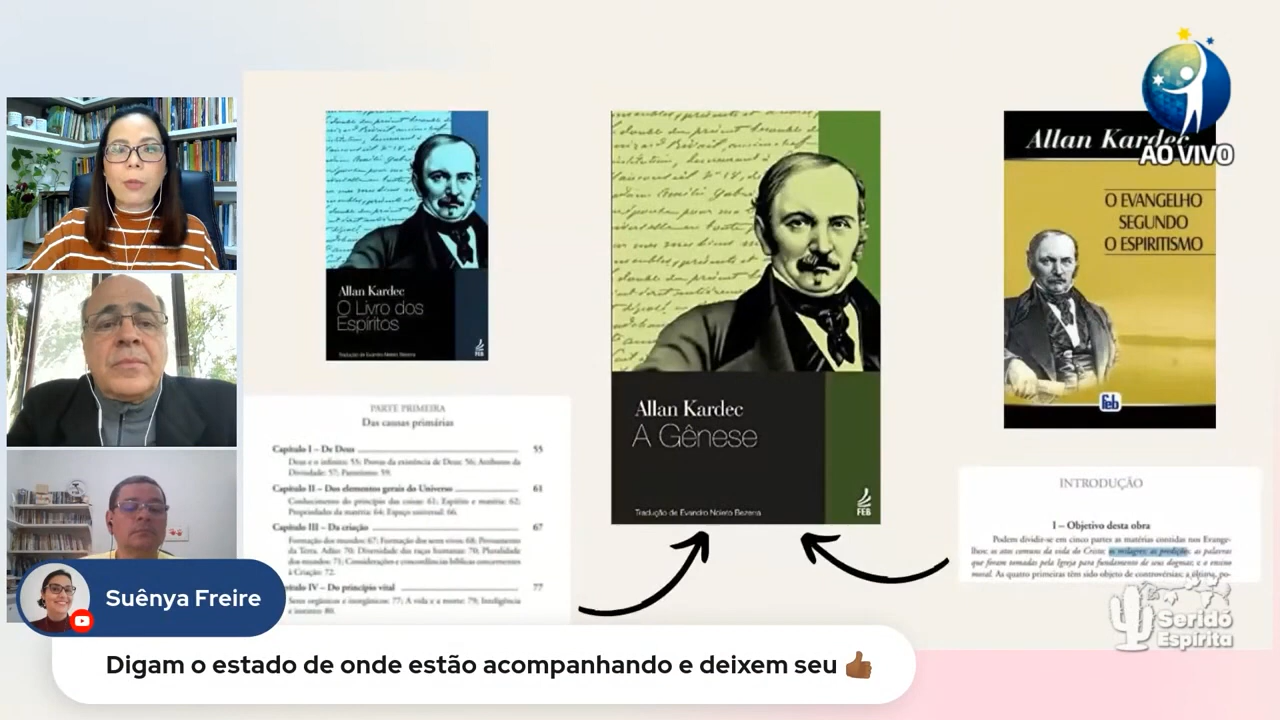 AO VIVO
Allan Kardec
O Livro dos
Espíritos
Tradução de Evandro Noleto Bezerra
FEB
PARTE PRIMEIRA
Das causas primárias
Capítulo I – De Deus 55
Deus e o infinito: 55; Provas da existência de Deus: 56; Atributos da
Divindade: 57; Panteísmo: 59.
Capítulo II – Dos elementos gerais do Universo 61
Conhecimento do princípio das coisas: 61; Espírito e matéria: 62;
Propriedades da matéria: 64; Espaço universal: 66.
Capítulo III – Da criação 67
Formação dos mundos: 67; Formação dos seres vivos: 68; Povoamento
da Terra. Adão: 70; Diversidade das raças humanas: 70; Pluralidade
dos mundos: 71; Considerações e concordâncias bíblicas concernentes
à Criação: 72.
Capítulo IV – Do princípio vital 77
Seres orgânicos e inorgânicos: 77; A vida e a morte: 79; Inteligência
e instinto: 80.
Allan Kardec
A Gênese
Tradução de Evandro Noleto Bezerra
FEB
Allan Kardec
O EVANGELHO
SEGUNDO
O ESPIRITISMO
feb
INTRODUÇÃO
I – Objetivo desta obra
Podem dividir-se em cinco partes as matérias contidas nos Evange-
lhos: os atos comuns da vida do Cristo; os milagres; as predições; as palavras
que foram tomadas pela Igreja para fundamento de seus dogmas; e o ensino
moral. As quatro primeiras têm sido objeto de controvérsias; a última, po-
Seridó
Espírita
Suênya Freire
Digam o estado de onde estão acompanhando e deixem seu 👍🏾